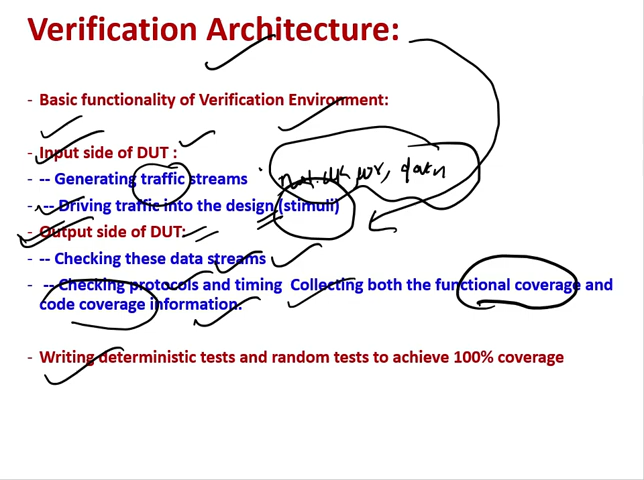 Verification Architecture:
- Basic functionality of Verification Environment:
- Input side of DUT :
- -- Generating traffic streams
- -- Driving traffic into the design.(stimuli)
- Output side of DUT:
- -- Checking these data streams
- -- Checking protocols and timing  Collecting both the functional coverage and
code coverage information.
- Writing deterministic tests and random tests to achieve 100% coverage